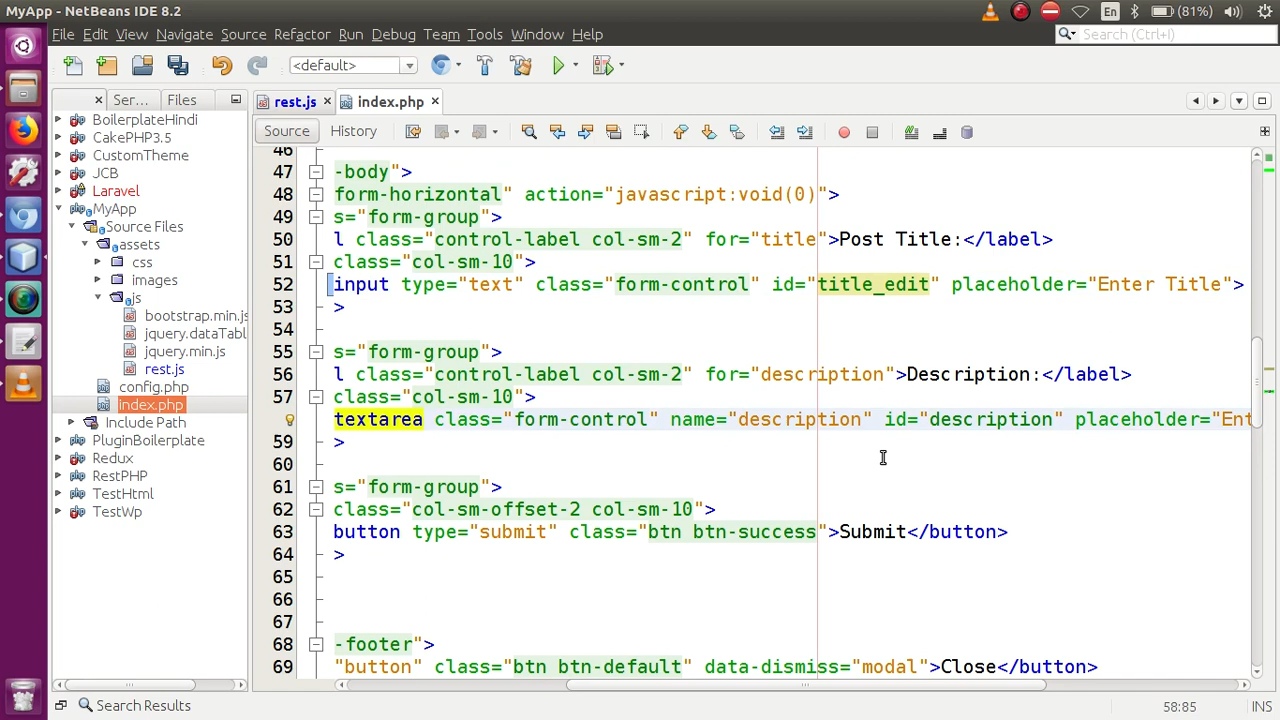 MyApp - NetBeans IDE 8.2
En
(81%)
File Edit View Navigate Source Refactor Run Debug Team Tools Window Help
Search (Ctrl+I)
<default>
Ser... Files
rest.js
index.php
Source History
BoilerplateHindi
CakePHP3.5
CustomTheme
JCB
Laravel
MyApp
Source Files
assets
css
images
js
bootstrap.min.js
jquery.dataTabl
jquery.min.js
rest.js
config.php
index.php
Include Path
PluginBoilerplate
Redux
RestPHP
TestHtml
TestWp
46
47 -body">
48 form-horizontal" action="javascript:void(0)">
49 s="form-group">
50 l class="control-label col-sm-2" for="title">Post Title:</label>
51 class="col-sm-10">
52 input type="text" class="form-control" id="title_edit" placeholder="Enter Title">
53 >
54
55 s="form-group">
56 l class="control-label col-sm-2" for="description">Description:</label>
57 class="col-sm-10">
textarea class="form-control" name="description" id="description" placeholder="Ent
59 >
60
61 s="form-group">
62 class="col-sm-offset-2 col-sm-10">
63 button type="submit" class="btn btn-success">Submit</button>
64 >
65
66
67
68 -footer">
69 "button" class="btn btn-default" data-dismiss="modal">Close</button>
Search Results
58:85
INS